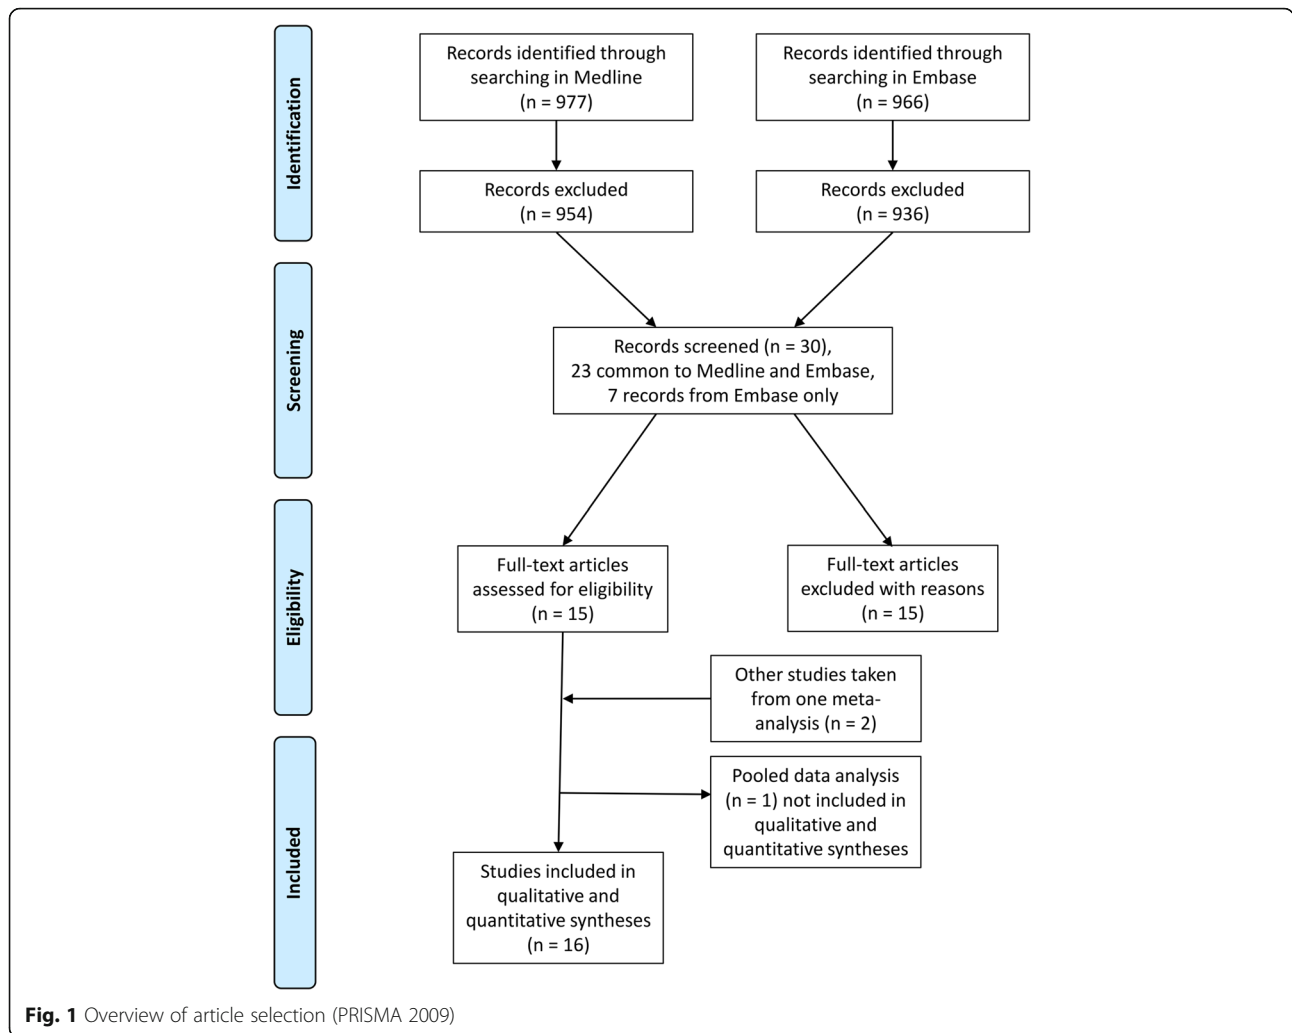 Identification
Records identified through
searching in Medline
(n = 977)
Records identified through
searching in Embase
(n = 966)
Records excluded
(n = 954)
Records excluded
(n = 936)
Screening
Records screened (n = 30),
23 common to Medline and Embase,
7 records from Embase only
Eligibility
Full-text articles
assessed for eligibility
(n = 15)
Full-text articles
excluded with reasons
(n = 15)
Other studies taken
from one meta-
analysis (n = 2)
Included
Pooled data analysis
(n = 1) not included in
qualitative and
quantitative syntheses
Studies included in
qualitative and
quantitative syntheses
(n = 16)
Fig. 1 Overview of article selection (PRISMA 2009)